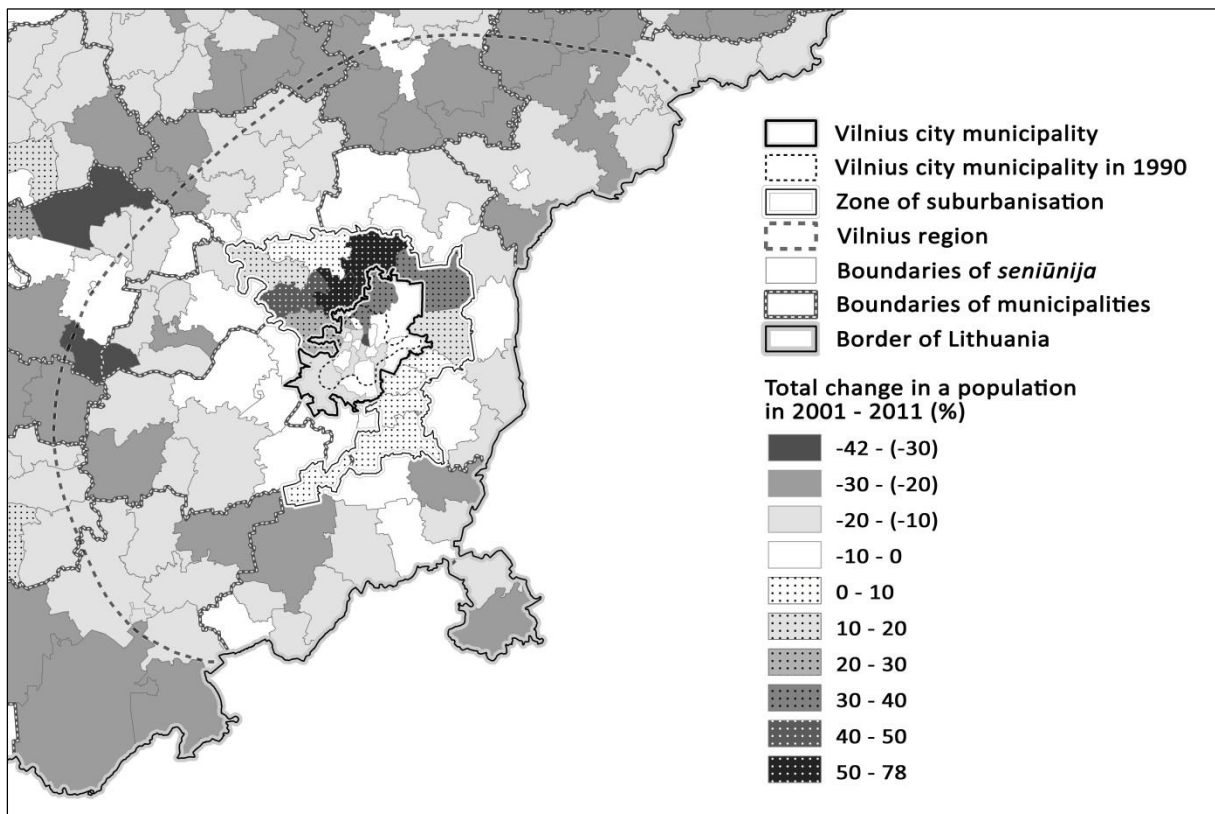 Vilnius city municipality
Vilnius city municipality in 1990
Zone of suburbanisation
Vilnius region
Boundaries of seniūnija
Boundaries of municipalities
Border of Lithuania
Total change in a population
in 2001 - 2011 (%)
-42 - (-30)
-30 - (-20)
-20 - (-10)
-10 - 0
0 - 10
10 - 20
20 - 30
30 - 40
40 - 50
50 - 78